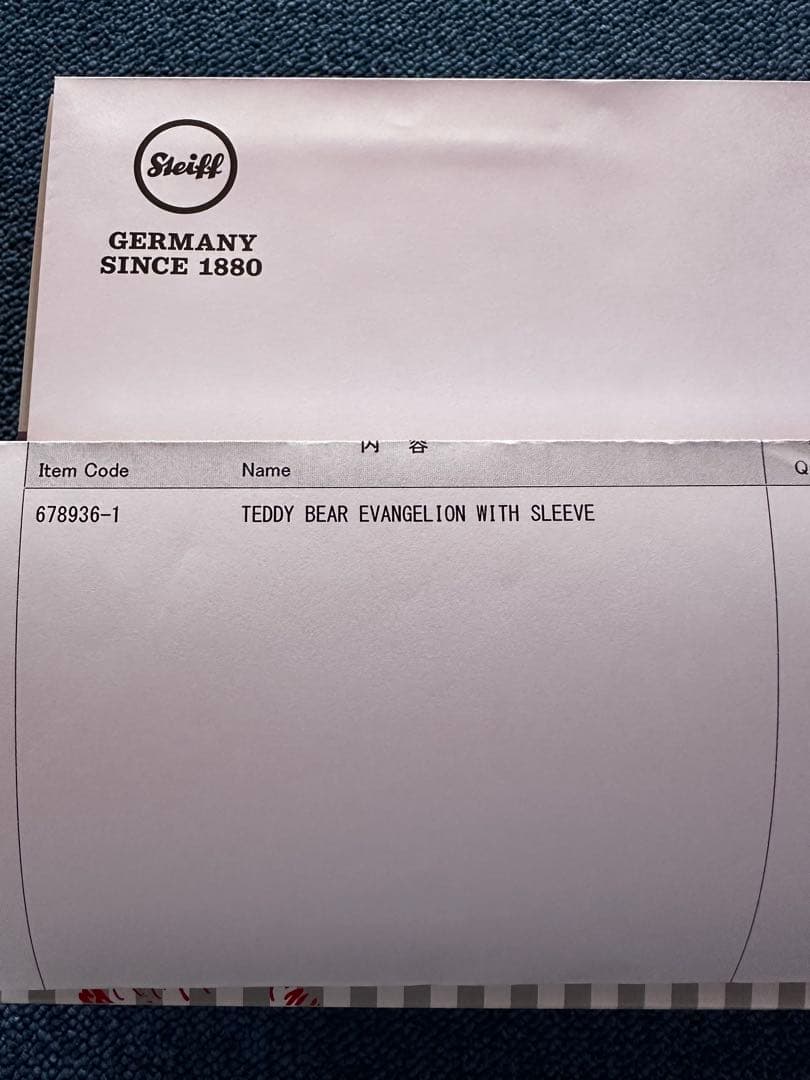 Steiff
GERMANY
SINCE 1880
内 容
Item Code Name Q
678936-1 TEDDY BEAR EVANGELION WITH SLEEVE